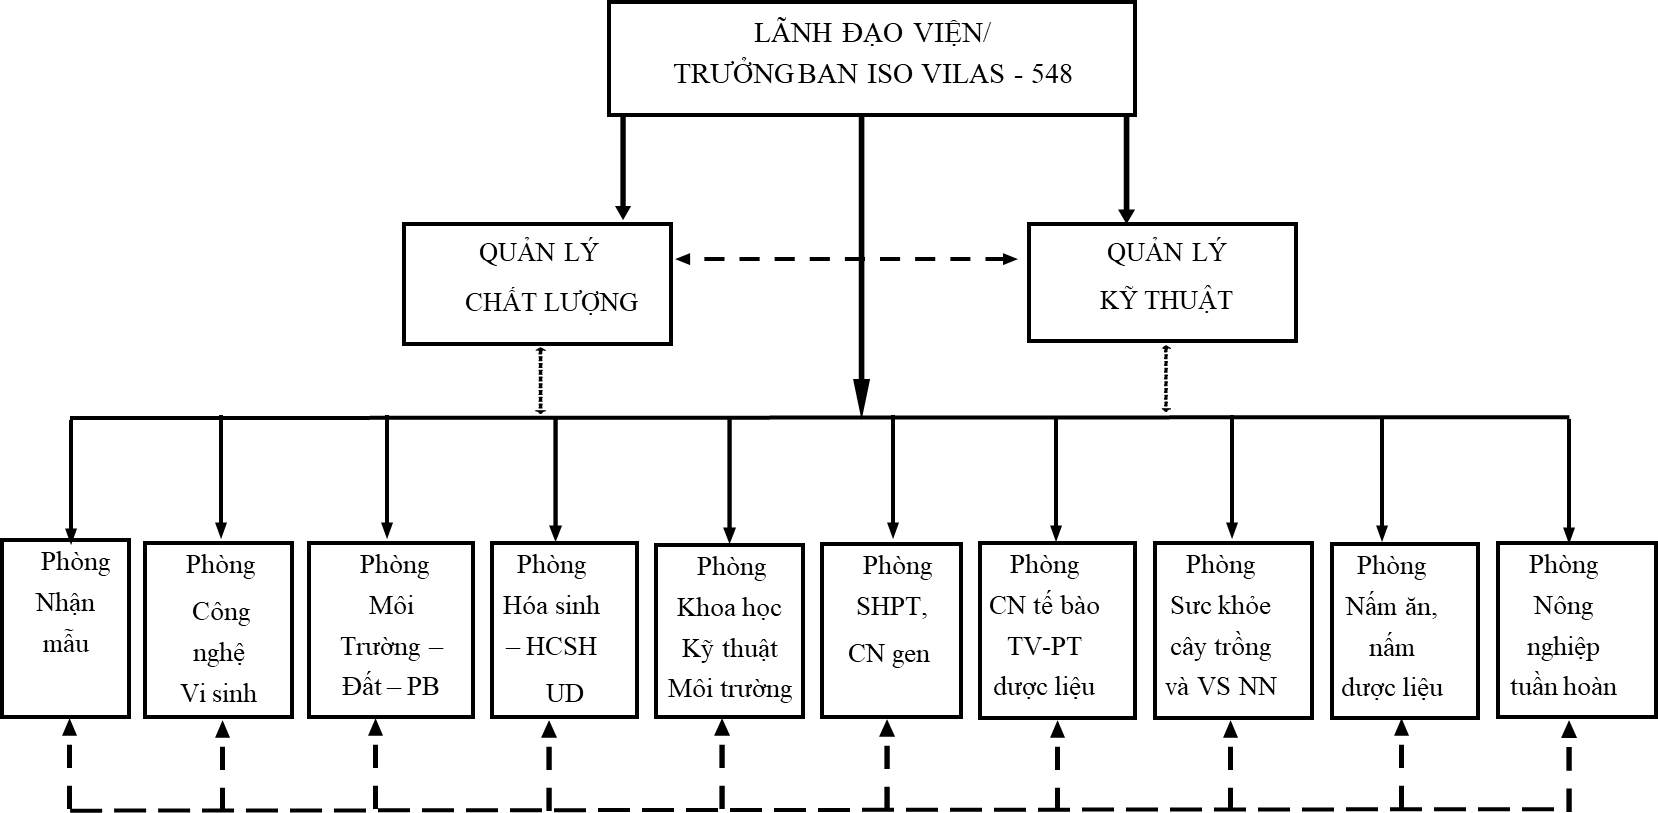 LÃNH ĐẠO VIỆN/
TRƯỞNG BAN ISO VILAS - 548
QUẢN LÝ
CHẤT LƯỢNG
QUẢN LÝ
KỸ THUẬT
Phòng
Nhận
mẫu
Phòng
Công
nghệ
Vi sinh
Phòng
Môi
Trường –
Đất – PB
Phòng
Hóa sinh
– HCSH
UD
Phòng
Khoa học
Kỹ thuật
Môi trường
Phòng
SHPT,
CN gen
Phòng
CN tế bào
TV-PT
dược liệu
Phòng
Sưc khỏe
cây trồng
và VS NN
Phòng
Nấm ăn,
nấm
dược liệu
Phòng
Nông
nghiệp
tuần hoàn